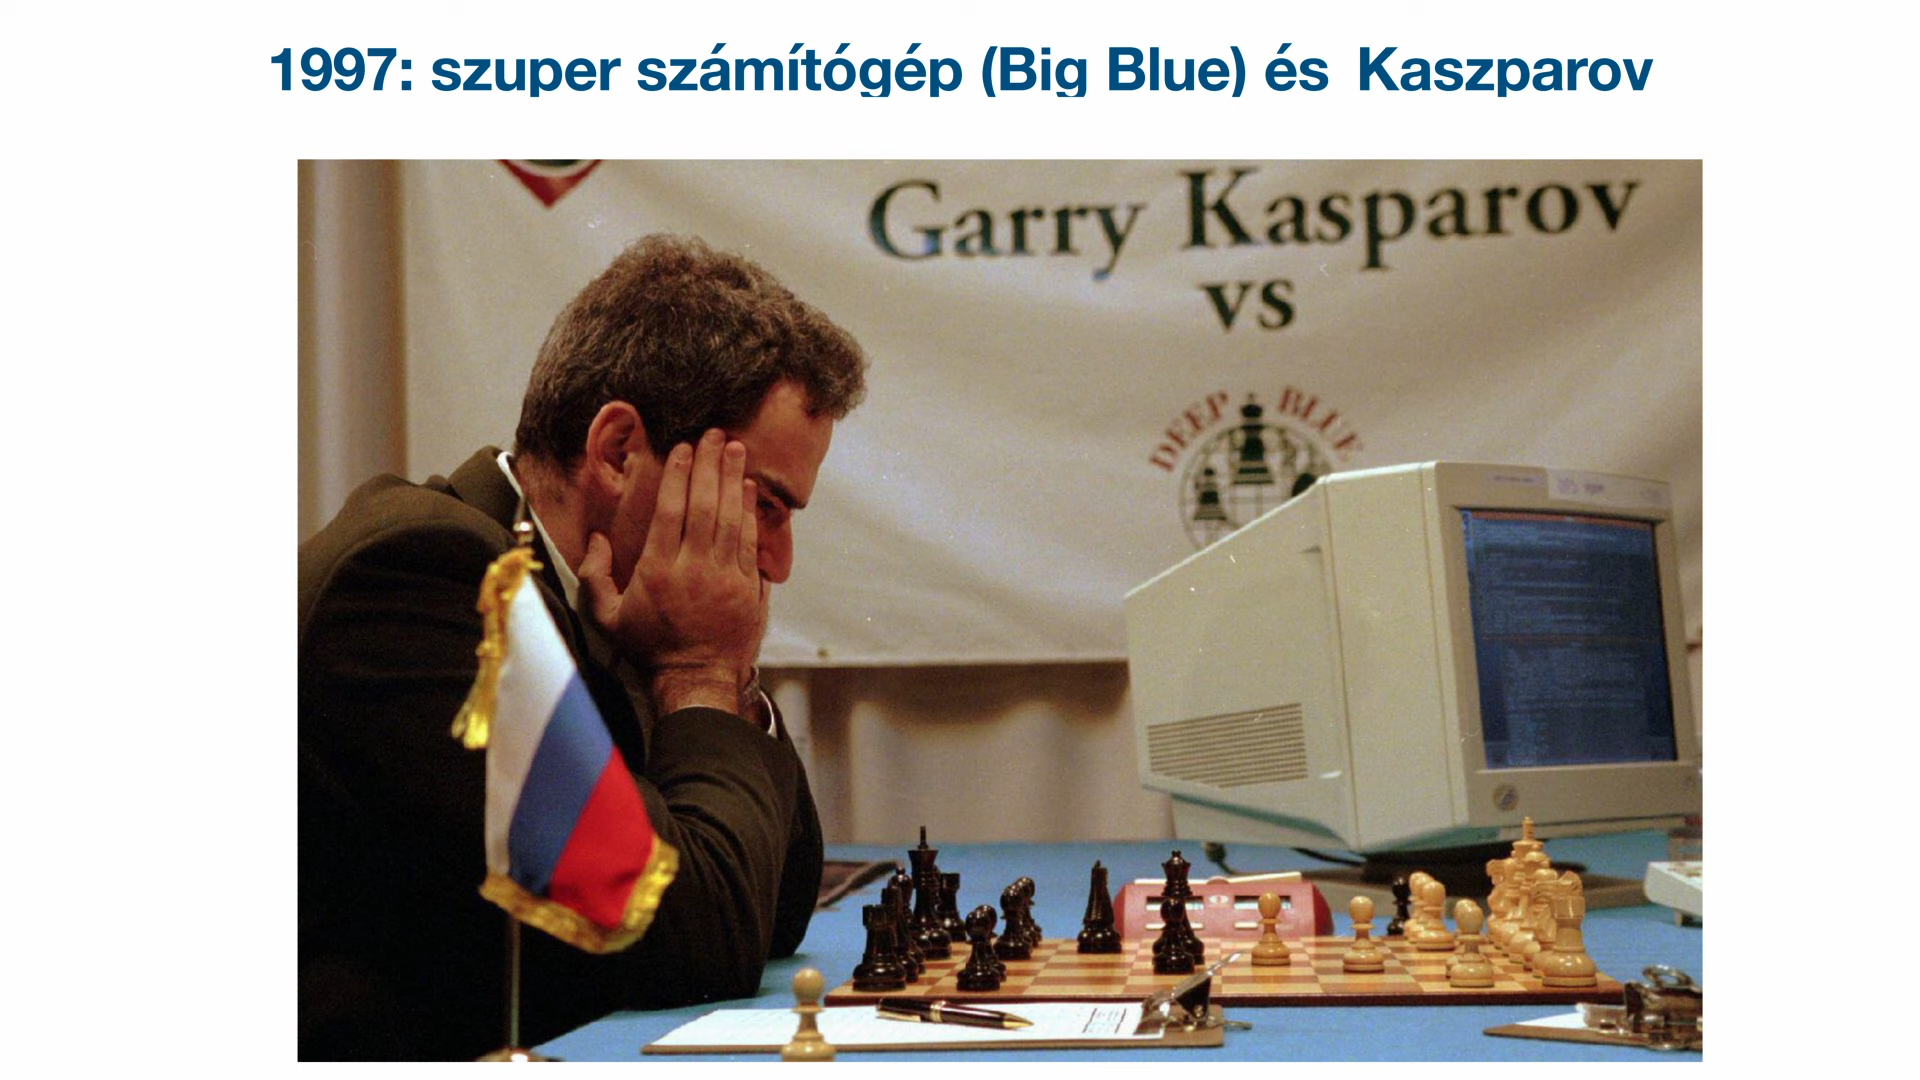 1997: szuper számítógép (Big Blue) és Kaszparov
Garry Kasparov
vs
DEEP BLUE